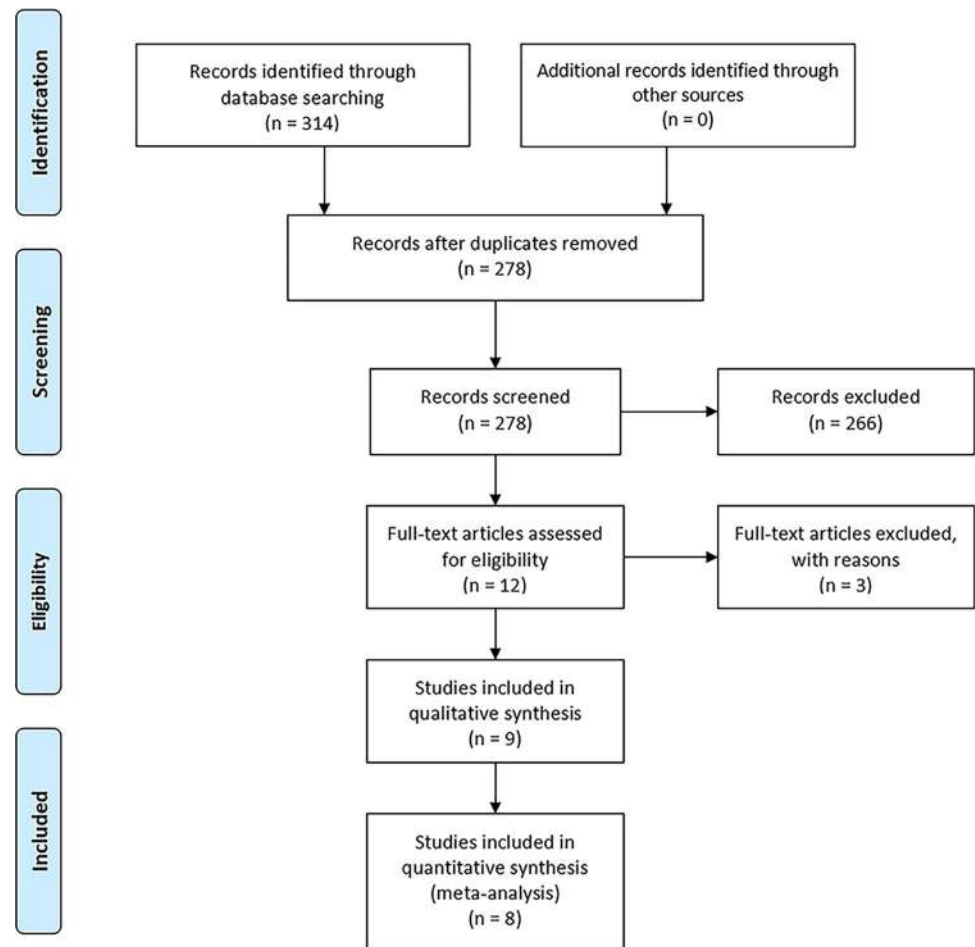 Identification
Records identified through
database searching
(n = 314)
Additional records identified through
other sources
(n = 0)
Records after duplicates removed
(n = 278)
Screening
Records screened
(n = 278)
Records excluded
(n = 266)
Eligibility
Full-text articles assessed
for eligibility
(n = 12)
Full-text articles excluded,
with reasons
(n = 3)
Studies included in
qualitative synthesis
(n = 9)
Included
Studies included in
quantitative synthesis
(meta-analysis)
(n = 8)